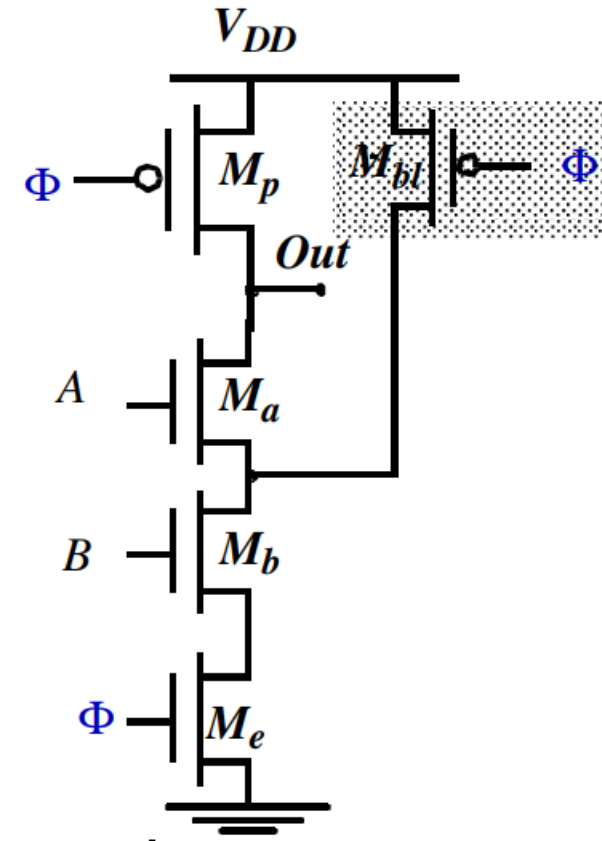 V_DD
Φ M_p M_bl Φ
Out
A M_a
B M_b
Φ M_e